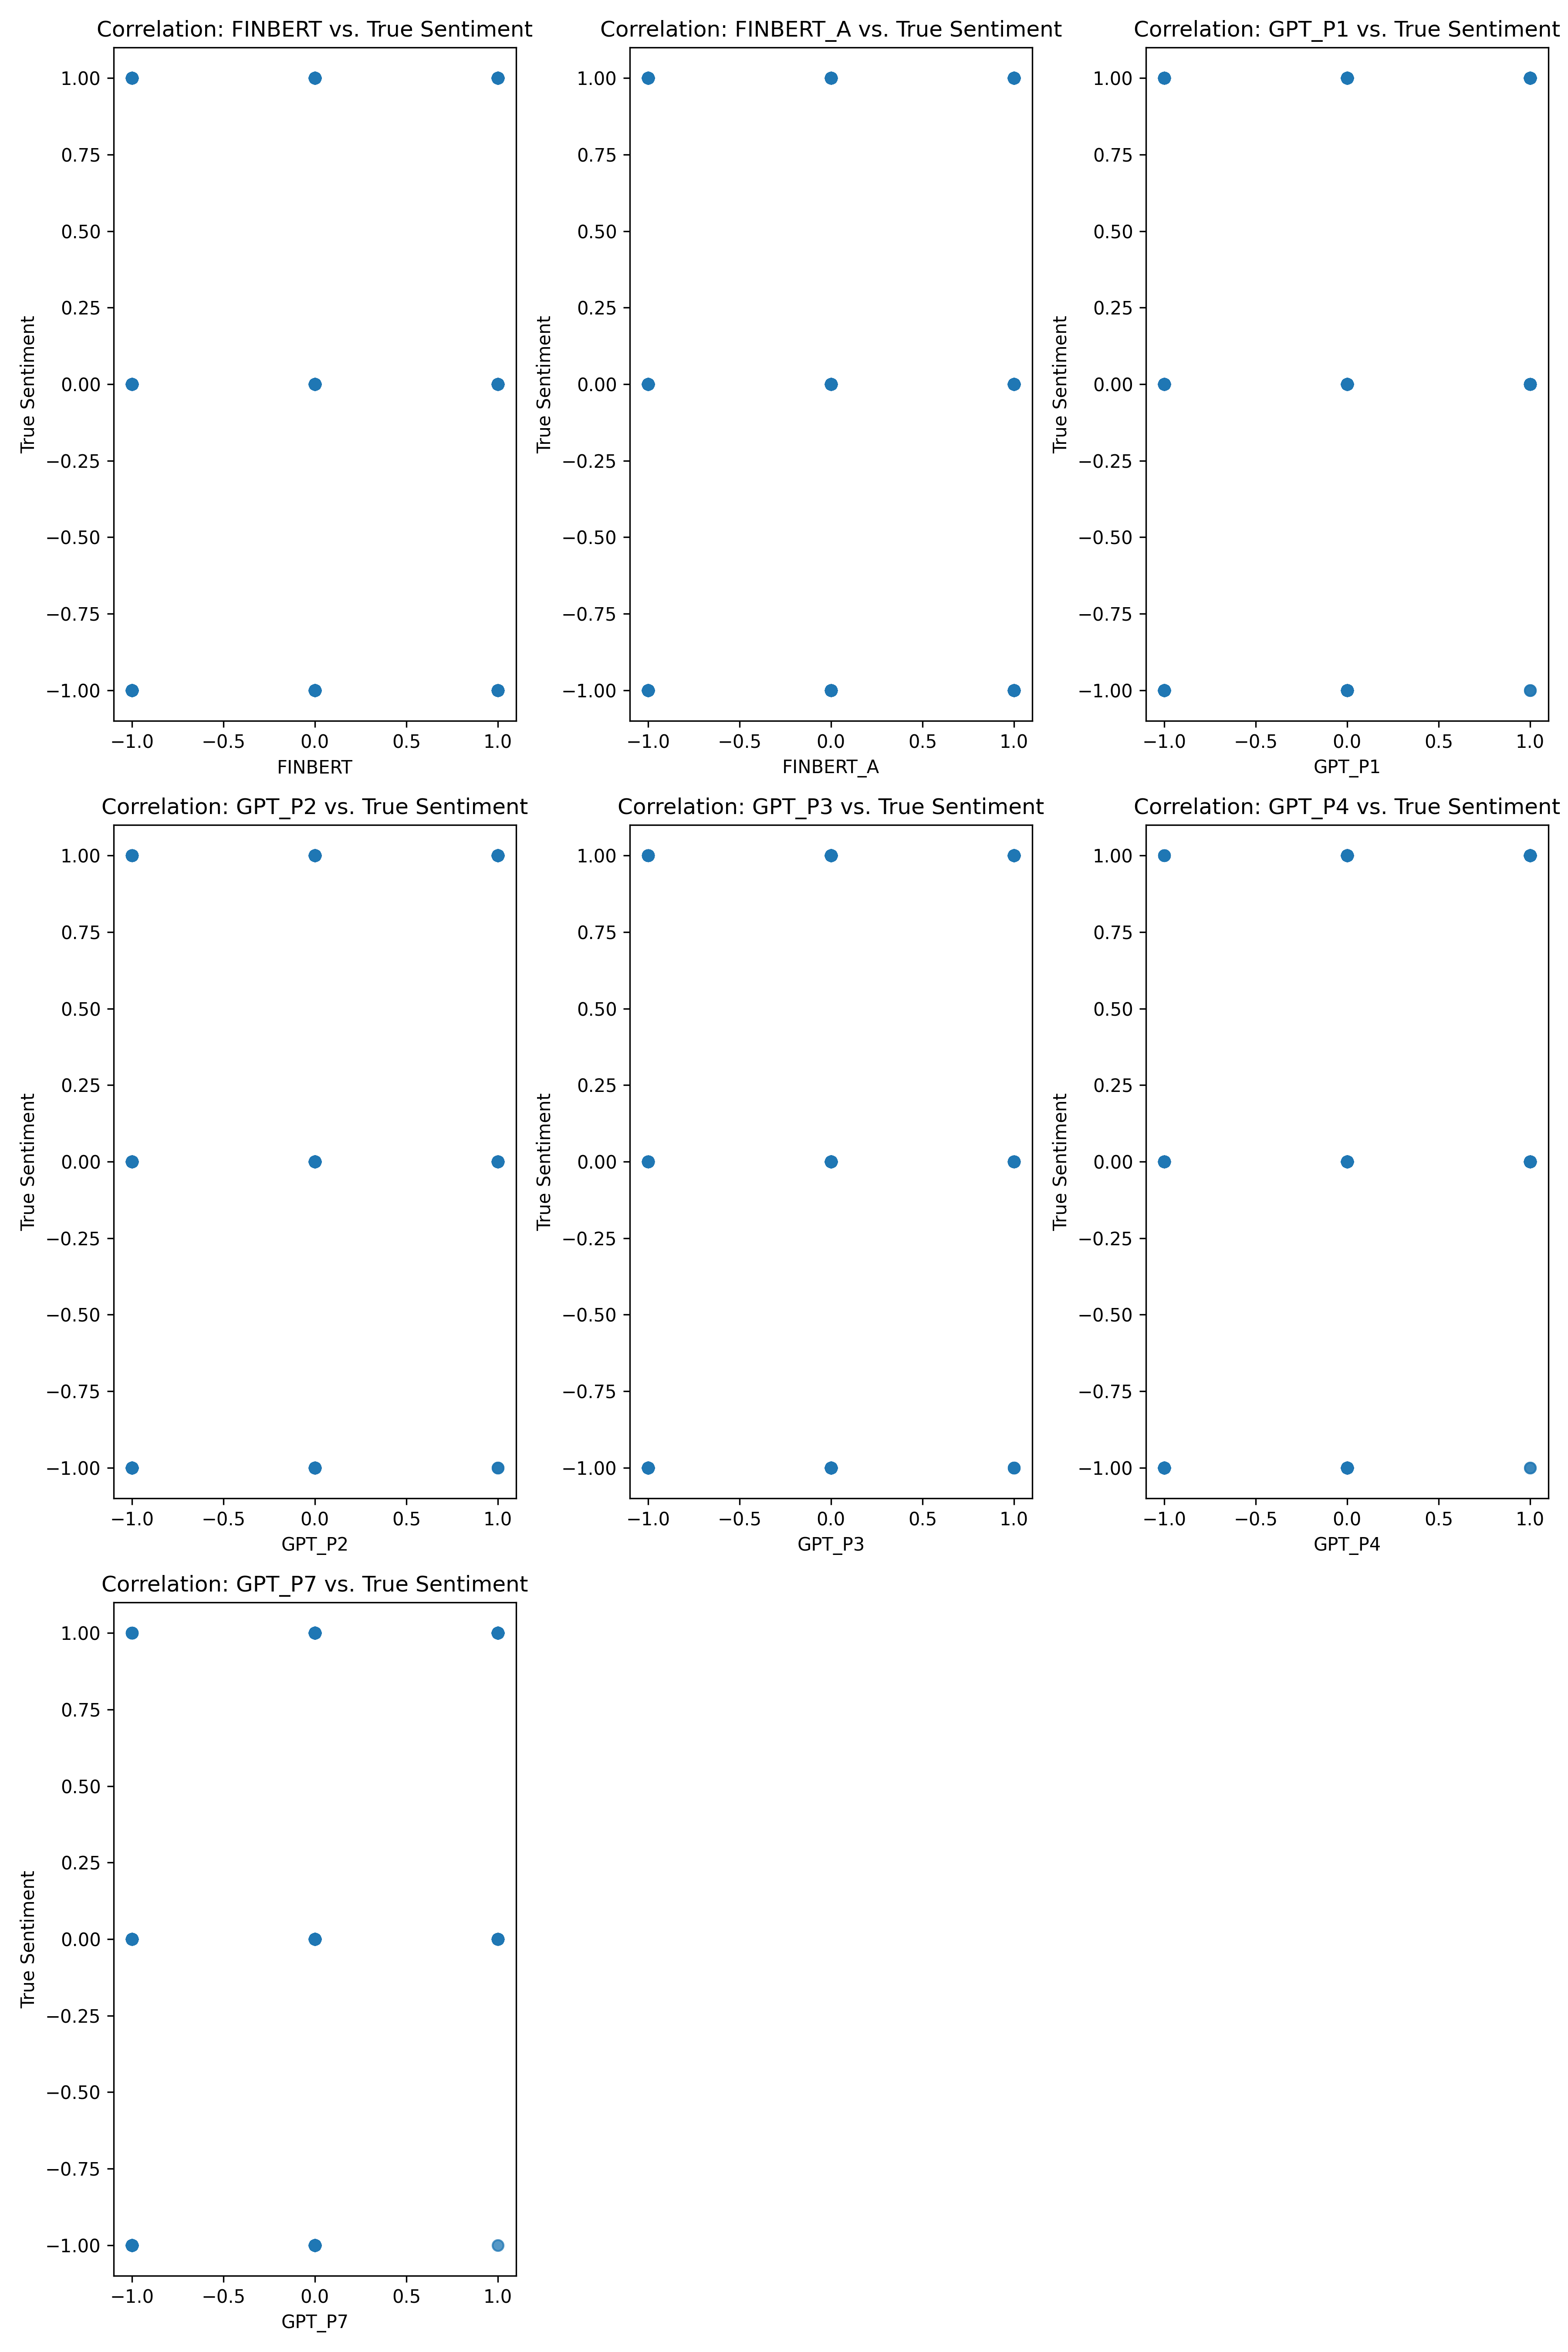 Correlation: FINBERT vs. True Sentiment
1.00
0.75
0.50
0.25
0.00
−0.25
−0.50
−0.75
−1.00
True Sentiment
−1.0 −0.5 0.0 0.5 1.0
FINBERT
Correlation: FINBERT_A vs. True Sentiment
1.00
0.75
0.50
0.25
0.00
−0.25
−0.50
−0.75
−1.00
True Sentiment
−1.0 −0.5 0.0 0.5 1.0
FINBERT_A
Correlation: GPT_P1 vs. True Sentiment
1.00
0.75
0.50
0.25
0.00
−0.25
−0.50
−0.75
−1.00
True Sentiment
−1.0 −0.5 0.0 0.5 1.0
GPT_P1
Correlation: GPT_P2 vs. True Sentiment
1.00
0.75
0.50
0.25
0.00
−0.25
−0.50
−0.75
−1.00
True Sentiment
−1.0 −0.5 0.0 0.5 1.0
GPT_P2
Correlation: GPT_P3 vs. True Sentiment
1.00
0.75
0.50
0.25
0.00
−0.25
−0.50
−0.75
−1.00
True Sentiment
−1.0 −0.5 0.0 0.5 1.0
GPT_P3
Correlation: GPT_P4 vs. True Sentiment
1.00
0.75
0.50
0.25
0.00
−0.25
−0.50
−0.75
−1.00
True Sentiment
−1.0 −0.5 0.0 0.5 1.0
GPT_P4
Correlation: GPT_P7 vs. True Sentiment
1.00
0.75
0.50
0.25
0.00
−0.25
−0.50
−0.75
−1.00
True Sentiment
−1.0 −0.5 0.0 0.5 1.0
GPT_P7